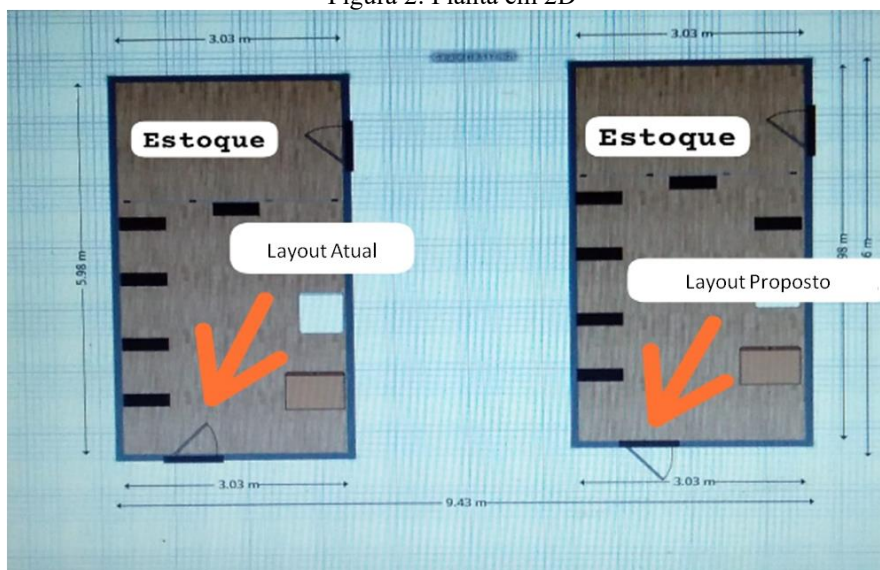 Figura 2: Planta em 2D
3.03 m
3.03 m
Estoque
Estoque
Layout Atual
5.98 m
98 m
6 m
Layout Proposto
3.03 m
3.03 m
9.43 m